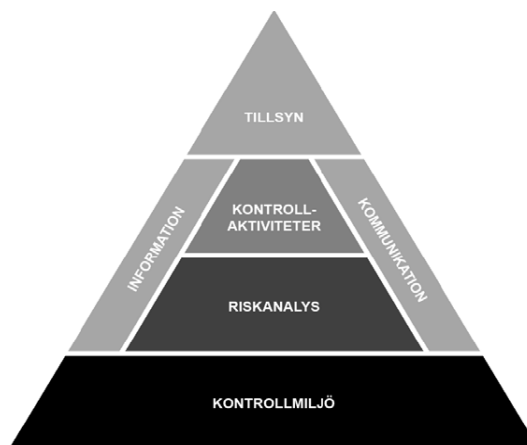 TILLSYN
INFORMATION
KONTROLL-
AKTIVITETER
KOMMUNIKATION
RISKANALYS
KONTROLLMILJÖ